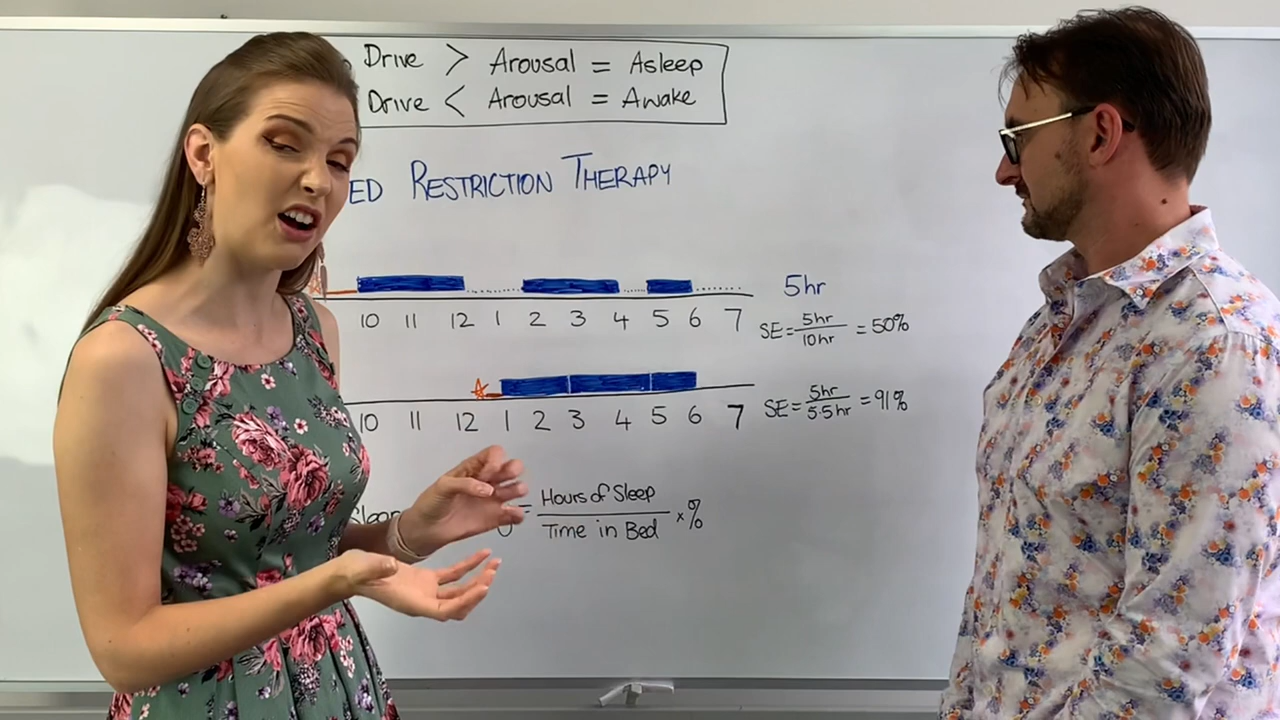 Drive > Arousal = Asleep
Drive < Arousal = Awake
ED RESTRICTION THERAPY
5hr
10 11 12 1 2 3 4 5 6 7
SE = 5hr / 10hr = 50%
10 11 12 1 2 3 4 5 6 7
SE = 5hr / 5.5hr = 91%
Sleep
= Hours of Sleep / Time in Bed × %